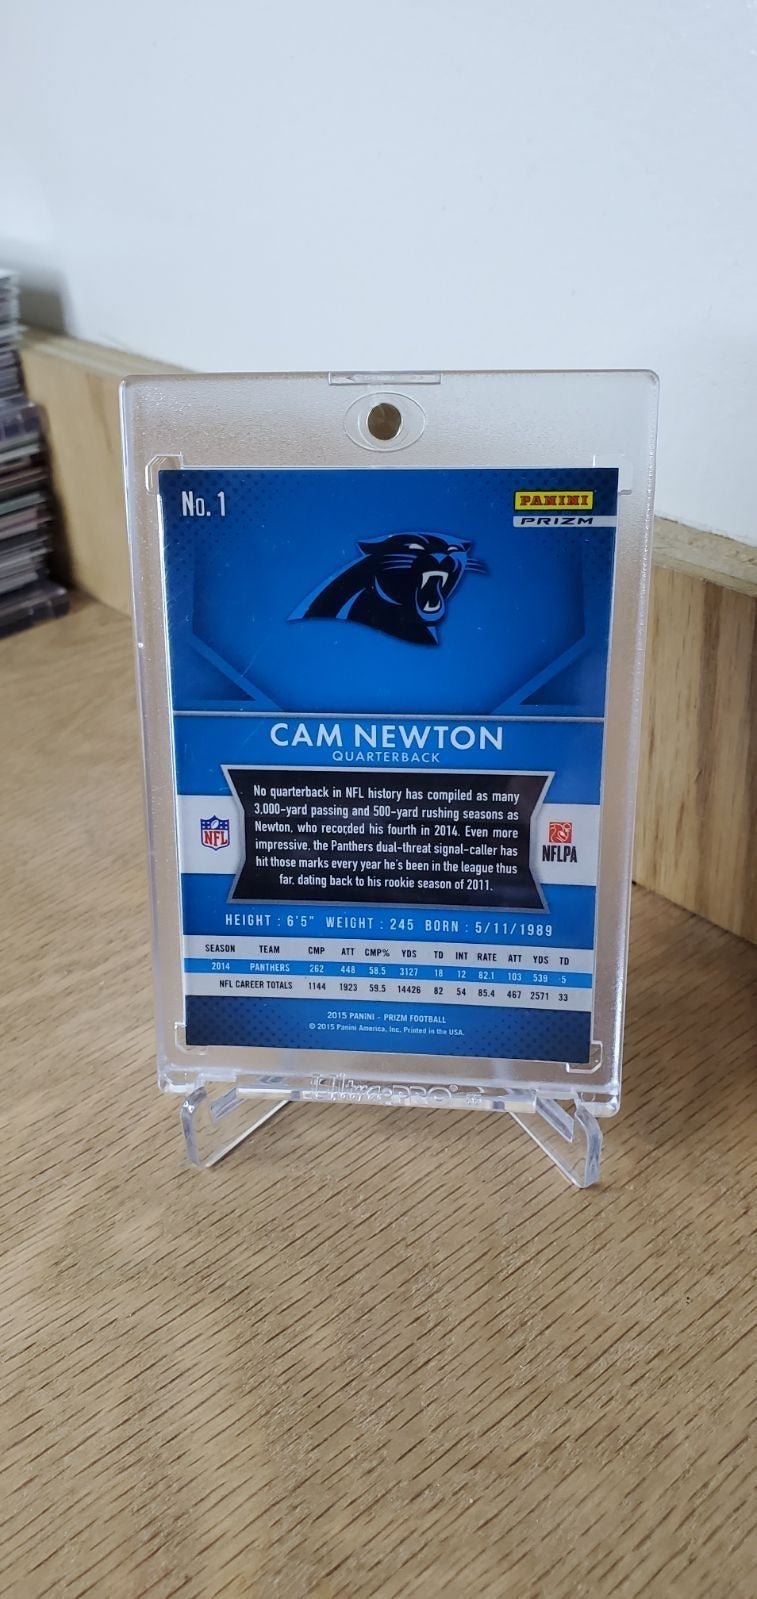 No. 1
PANINI
PRIZM
CAM NEWTON
QUARTERBACK
No quarterback in NFL history has compiled as many
3,000-yard passing and 500-yard rushing seasons as
Newton, who recorded his fourth in 2014. Even more
impressive, the Panthers dual-threat signal-caller has
hit those marks every year he's been in the league thus
far, dating back to his rookie season of 2011.
NFL
NFLPA
HEIGHT : 6'5" WEIGHT : 245 BORN : 5/11/1989
SEASON TEAM CMP ATT CMP% YDS TD INT RATE ATT YDS TD
2014 PANTHERS 262 448 58.5 3127 18 12 82.1 103 539 5
NFL CAREER TOTALS 1144 1923 59.5 14426 82 54 85.4 467 2571 33
2015 PANINI - PRIZM FOOTBALL
© 2015 Panini America, Inc. Printed in the USA.
Ultra PRO®